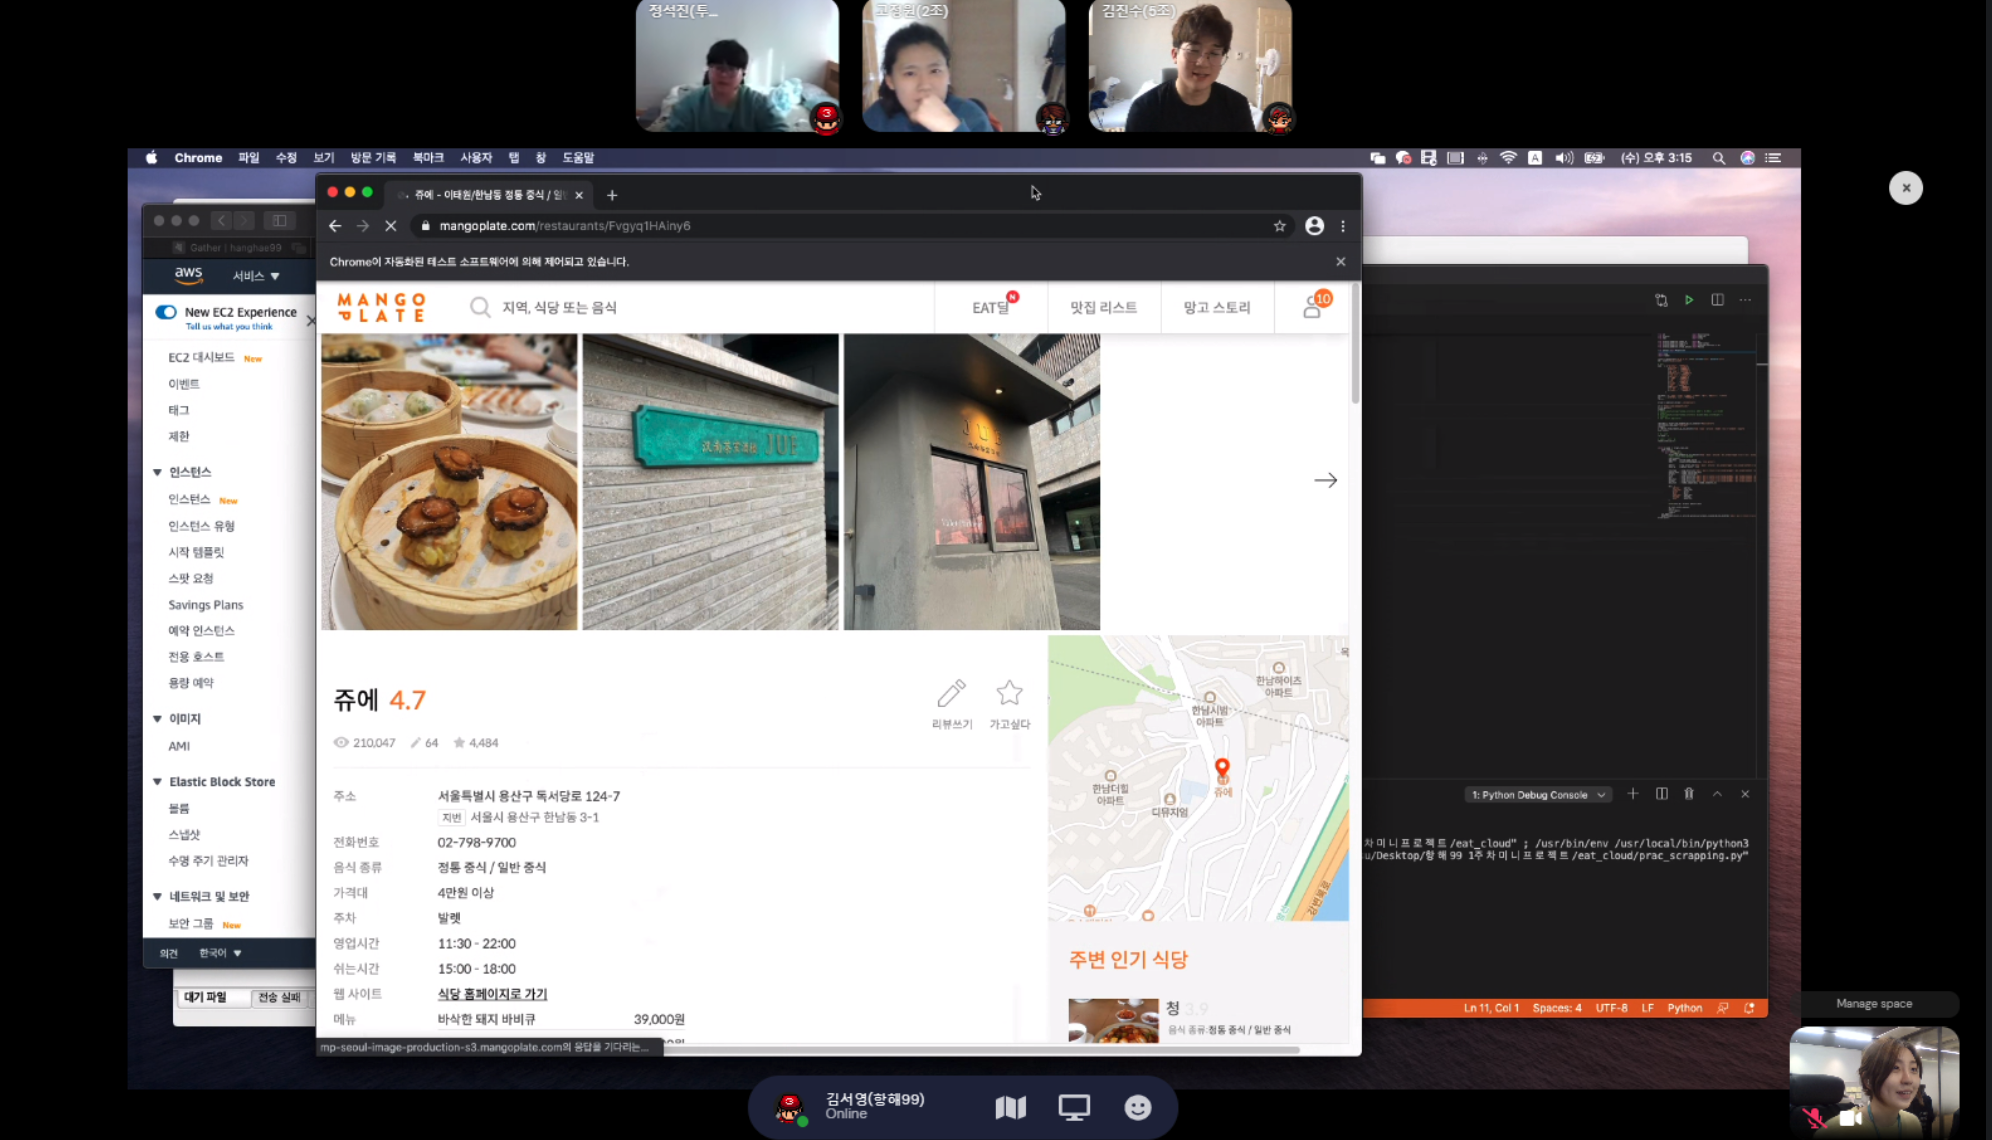 정석진(투...
고정원(2조)
김진수(5조)
Chrome 파일 수정 보기 방문 기록 북마크 사용자 탭 창 도움말
A
(수) 오후 3:15
쥬에 - 이태원/한남동 정통 중식 / 일반
mangoplate.com/restaurants/Fvgyq1HAiny6
Chrome이 자동화된 테스트 소프트웨어에 의해 제어되고 있습니다.
Gather | hanghae99
aws 서비스
New EC2 Experience
Tell us what you think
EC2 대시보드 New
이벤트
태그
제한
인스턴스
인스턴스 New
인스턴스 유형
시작 템플릿
스팟 요청
Savings Plans
예약 인스턴스
전용 호스트
용량 예약
이미지
AMI
Elastic Block Store
볼륨
스냅샷
수명 주기 관리자
네트워크 및 보안
보안 그룹 New
의견 한국어
대기 파일 전송 실패
MANGO
PLATE
지역, 식당 또는 음식
EAT딜
N
맛집 리스트
망고 스토리
10
JUE
JUE
쥬에 4.7
리뷰쓰기
가고싶다
210,047 64 4,484
주소 서울특별시 용산구 독서당로 124-7
지번 서울시 용산구 한남동 3-1
전화번호 02-798-9700
음식 종류 정통 중식 / 일반 중식
가격대 4만원 이상
주차 발렛
영업시간 11:30 - 22:00
쉬는시간 15:00 - 18:00
웹 사이트 식당 홈페이지로 가기
메뉴 바삭한 돼지 바비큐 39,000원
mp-seoul-image-production-s3.mangoplate.com의 응답을 기다리는...
한남하이츠
아파트
한남시범
아파트
한남더힐
아파트
디뮤지엄
쥬에
강변북로
주변 인기 식당
청 3.9
음식 종류:정통 중식 / 일반 중식
1: Python Debug Console
차미니프로젝트/eat_cloud" ; /usr/bin/env /usr/local/bin/python3
u/Desktop/항해99 1주차미니프로젝트/eat_cloud/prac_scrapping.py"
Ln 11, Col 1 Spaces: 4 UTF-8 LF Python
Manage space
3
김서영(항해99)
Online